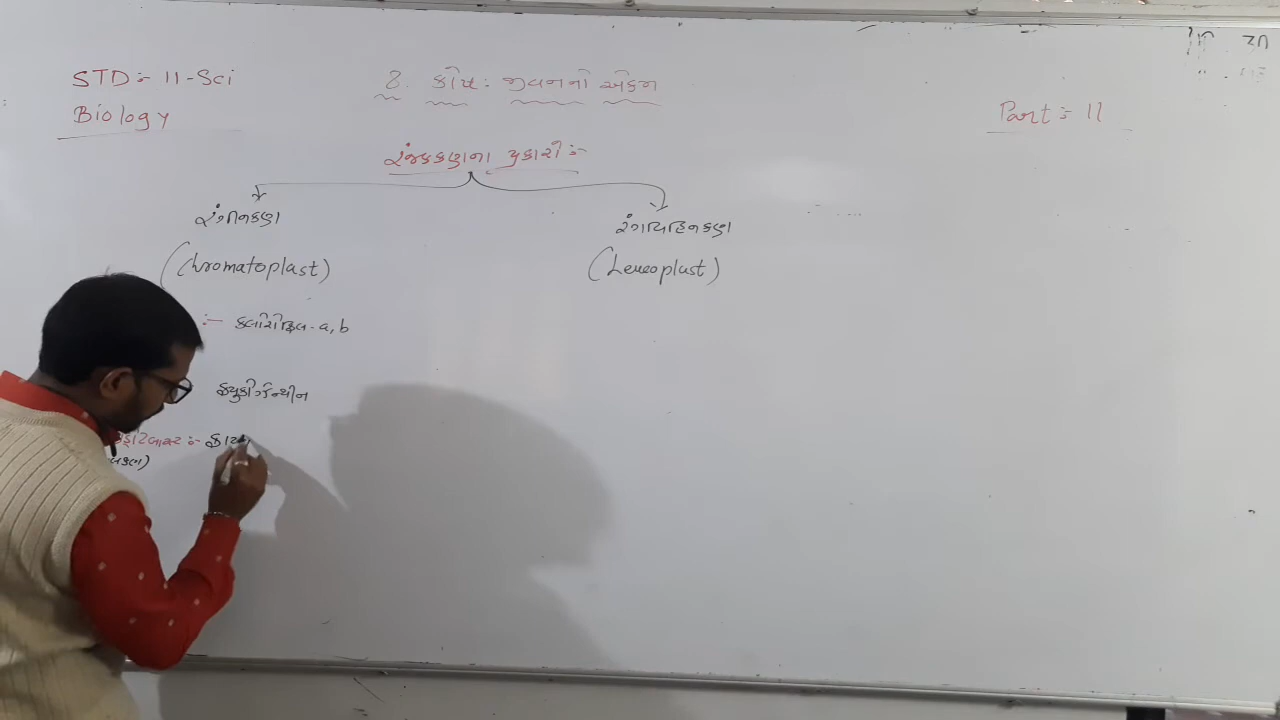 STD:- 11-Sci
8. કોષ: જીવનનો એકમ
Biology
Part:- 11
રંજકકણના પ્રકારો:-
રંગીનકણ
રંગવિહિનકણ
(Chromatoplast)
(Leucoplast)
:- ક્લોરોફિલ - a, b
ફ્યુકોઝેન્થીન